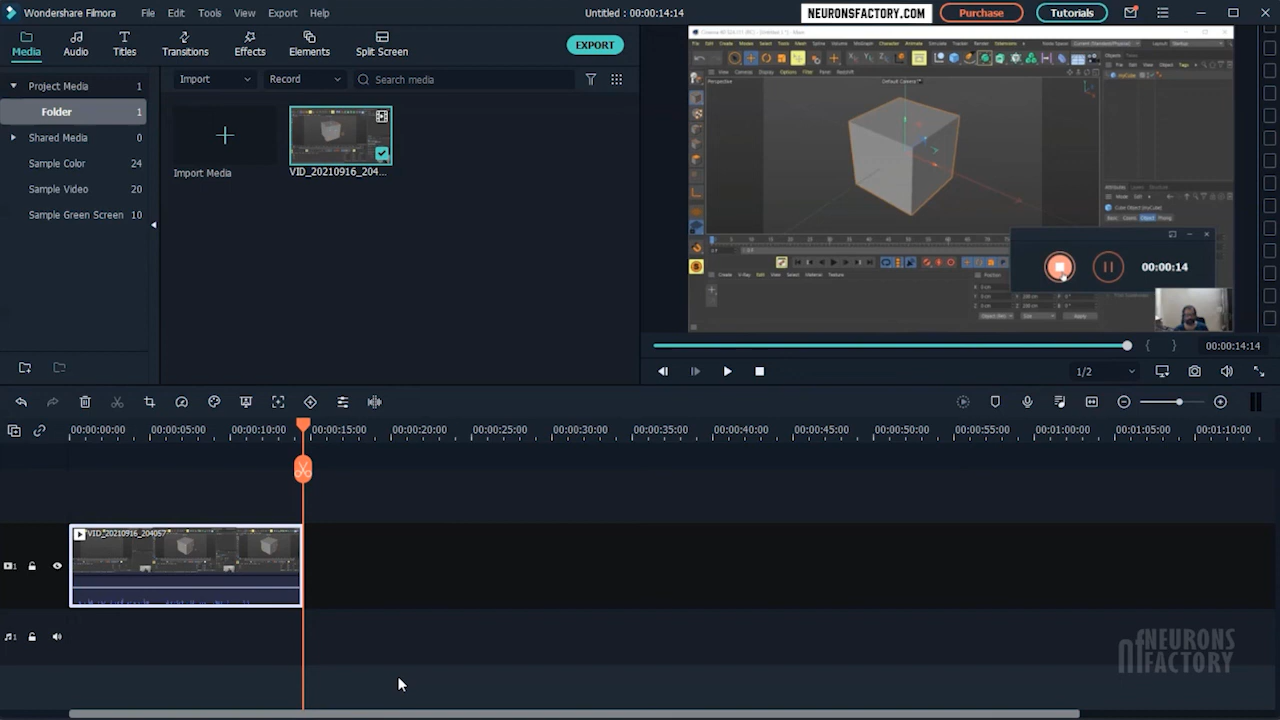 Wondershare Filmora
File
Edit
Tools
View
Export
Help
Untitled : 00:00:14:14
NEURONSFACTORY.COM
Purchase
Tutorials
Media
Audio
Titles
Transitions
Effects
Elements
Split Screen
EXPORT
Project Media 1
Folder 1
Shared Media 0
Sample Color 24
Sample Video 20
Sample Green Screen 10
Import
Record
Search media
Import Media
VID_20210916_204...
Perspective
Default Camera
00:00:14
Apply
00:00:14:14
1/2
00:00:00:00
00:00:05:00
00:00:10:00
00:00:15:00
00:00:20:00
00:00:25:00
00:00:30:00
00:00:35:00
00:00:40:00
00:00:45:00
00:00:50:00
00:00:55:00
00:01:00:00
00:01:05:00
00:01:10:00
VID_20210916_204057
1
1
NEURONS
FACTORY